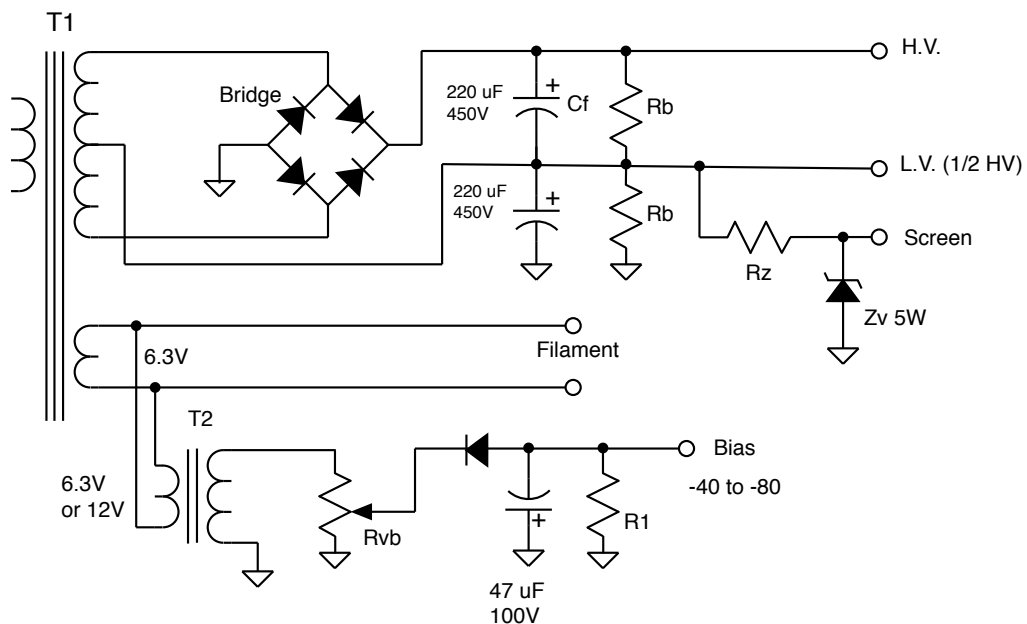 T1
H.V.
Bridge
220 uF
450V
+
Cf
Rb
L.V. (1/2 HV)
220 uF
450V
+
Rb
Screen
Rz
Zv 5W
Filament
6.3V
T2
Bias
6.3V
or 12V
-40 to -80
Rvb
+
R1
47 uF
100V